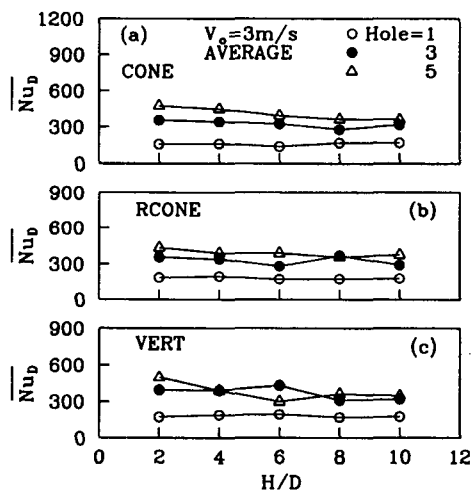 1200
900
600
300
0
Nu_D
(a)
CONE
V_o=3m/s
AVERAGE
Hole=1
3
5
900
600
300
0
Nu_D
RCONE
(b)
900
600
300
0
Nu_D
VERT
(c)
0 2 4 6 8 10 12
H/D